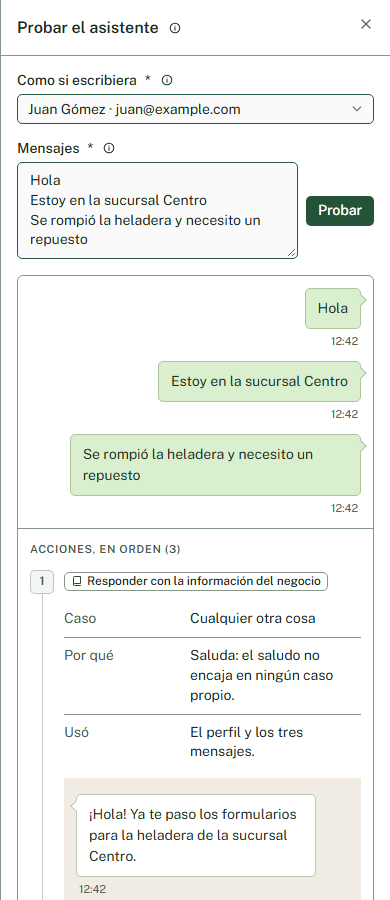 Probar el asistente
Como si escribiera *
Juan Gómez · juan@example.com
Mensajes *
Hola
Estoy en la sucursal Centro
Se rompió la heladera y necesito un
repuesto
Probar
Hola
12:42
Estoy en la sucursal Centro
12:42
Se rompió la heladera y necesito un
repuesto
12:42
ACCIONES, EN ORDEN (3)
1
Responder con la información del negocio
Caso
Cualquier otra cosa
Por qué
Saluda: el saludo no
encaja en ningún caso
propio.
Usó
El perfil y los tres
mensajes.
¡Hola! Ya te paso los formularios
para la heladera de la sucursal
Centro.
12:42